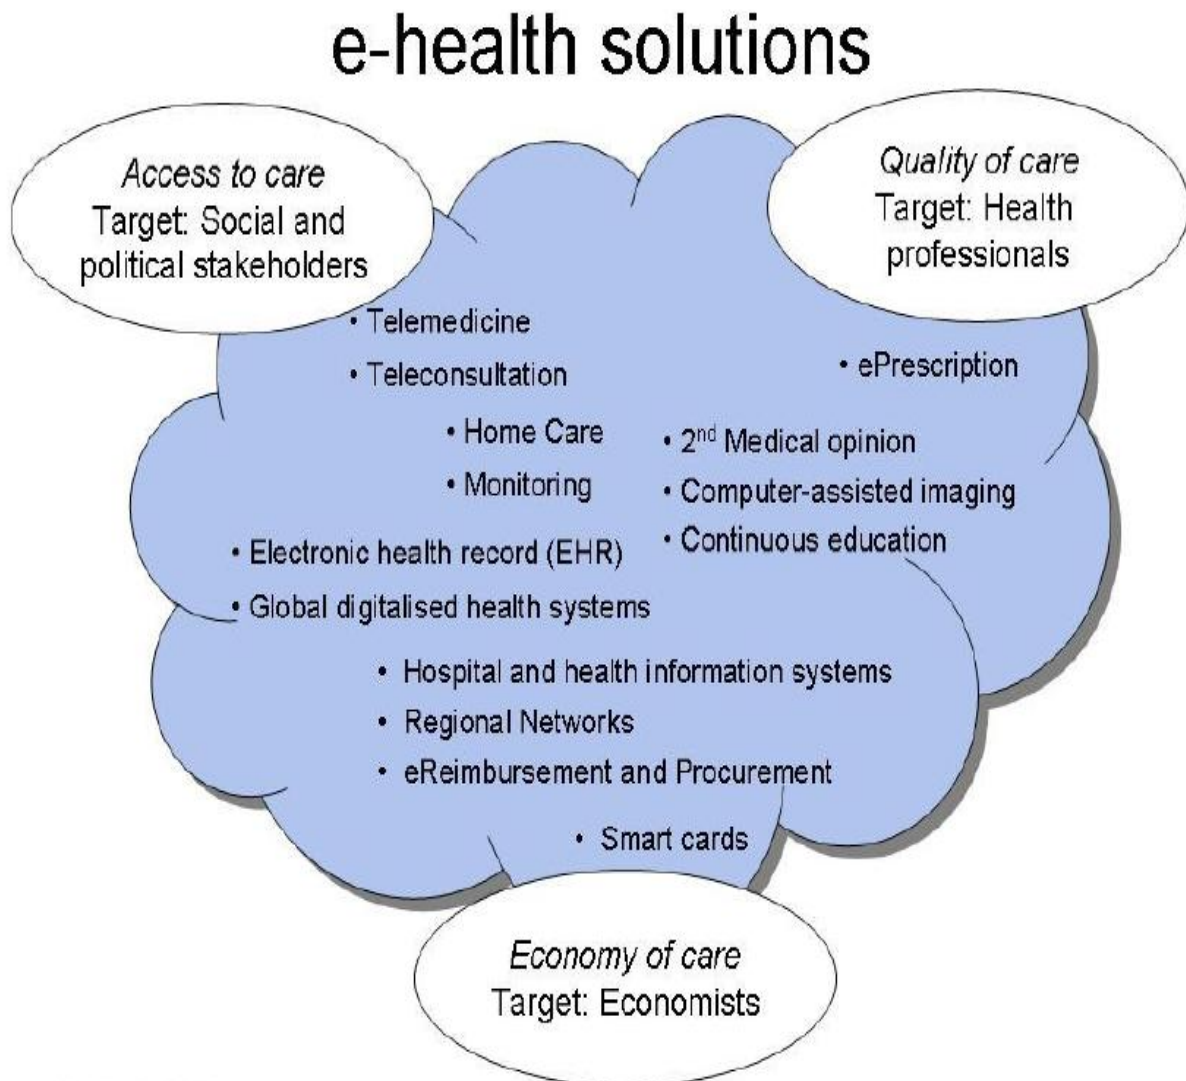 e-health solutions
Access to care
Target: Social and
political stakeholders
Quality of care
Target: Health
professionals
• Telemedicine
• Teleconsultation
• ePrescription
• Home Care
• Monitoring
• 2nd Medical opinion
• Computer-assisted imaging
• Continuous education
• Electronic health record (EHR)
• Global digitalised health systems
• Hospital and health information systems
• Regional Networks
• eReimbursement and Procurement
• Smart cards
Economy of care
Target: Economists